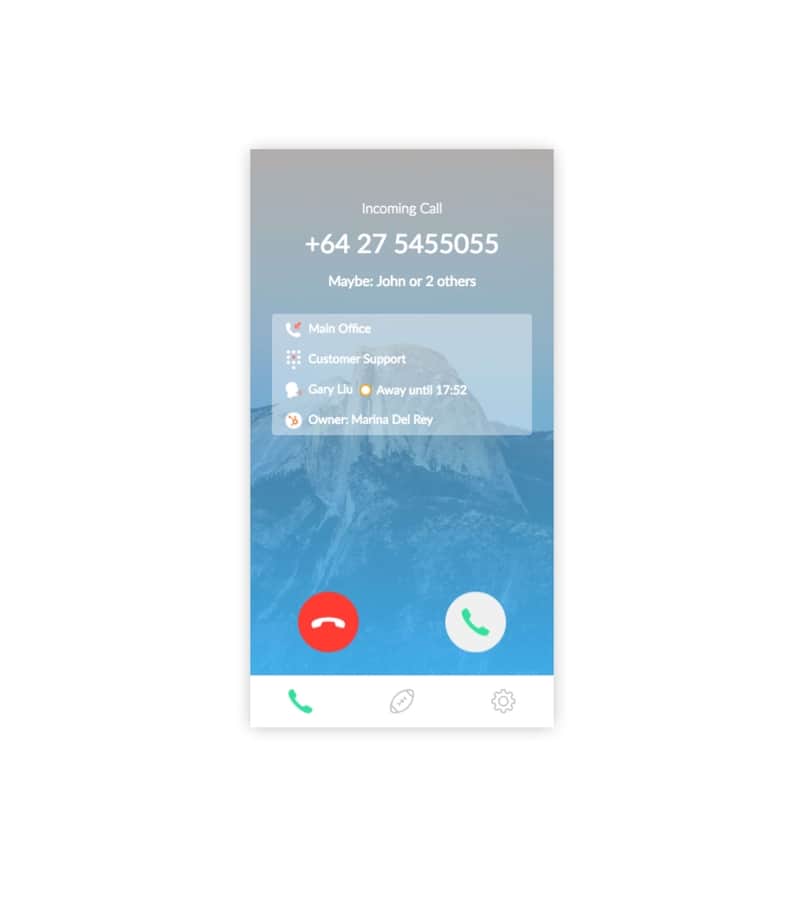 Incoming Call
+64 27 5455055
Maybe: John or 2 others
Main Office
Customer Support
Gary Liu Away until 17:52
Owner: Marina Del Rey